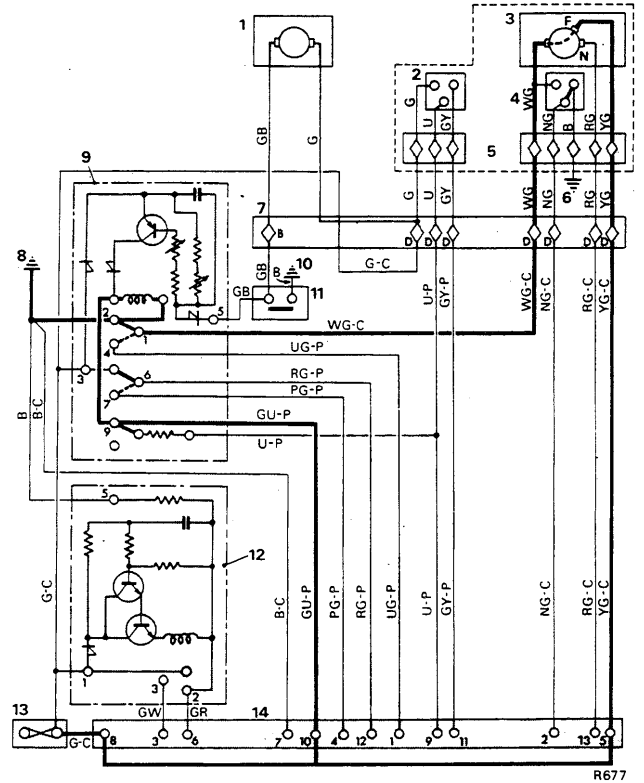 1
2
3
F
N
4
G
U
GY
WG
NG
B
RG
YG
5
GB
G
9
6
G
U
GY
WG
NG
RG
YG
7
B
D
D
D
D
D
D
D
8
GB
B
10
G-C
11
5
GB
U-P
GY-P
WG-C
NG-C
RG-C
YG-C
2
1
WG-C
4
UG-P
3
6
RG-P
7
PG-P
9
GU-P
U-P
B
B-C
5
12
G-C
B-C
GU-P
PG-P
RG-P
UG-P
U-P
GY-P
NG-C
RG-C
YG-C
1
3
2
GW
GR
13
14
G-C
8
3
6
7
10
4
12
1
9
11
2
13
5
R677